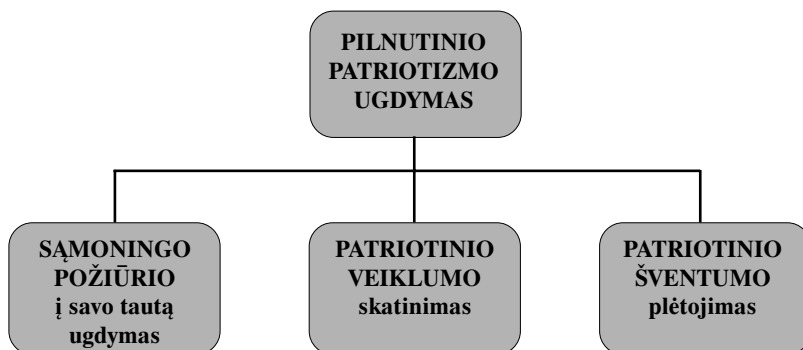 PILNUTINIO
PATRIOTIZMO
UGDYMAS
SĄMONINGO
POŽIŪRIO
į savo tautą
ugdymas
PATRIOTINIO
VEIKLUMO
skatinimas
PATRIOTINIO
ŠVENTUMO
plėtojimas